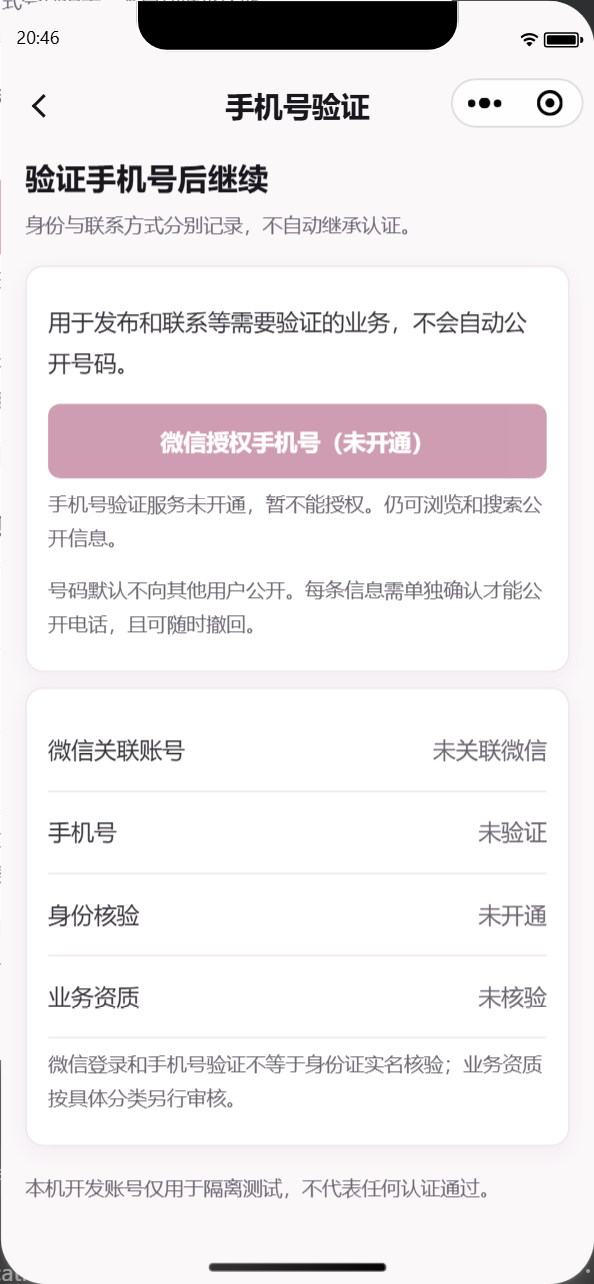 20:46
手机号验证
验证手机号后继续
身份与联系方式分别记录，不自动继承认证。
用于发布和联系等需要验证的业务，不会自动公
开号码。
微信授权手机号（未开通）
手机号验证服务未开通，暂不能授权。仍可浏览和搜索公
开信息。
号码默认不向其他用户公开。每条信息需单独确认才能公
开电话，且可随时撤回。
微信关联账号 未关联微信
手机号 未验证
身份核验 未开通
业务资质 未核验
微信登录和手机号验证不等于身份证实名核验；业务资质
按具体分类另行审核。
本机开发账号仅用于隔离测试，不代表任何认证通过。